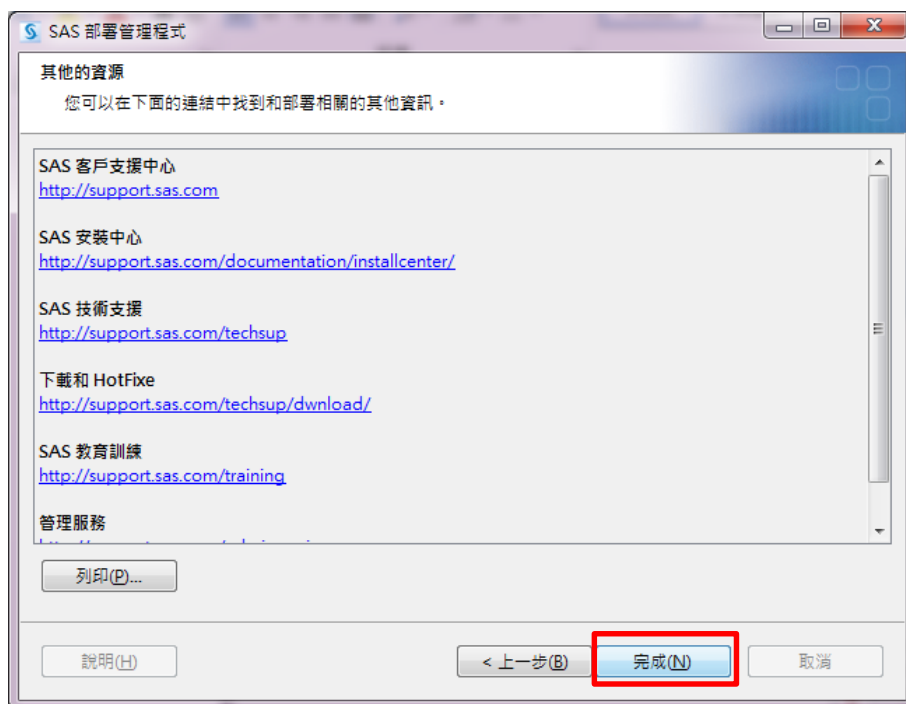 SAS 部署管理程式
其他的資源
您可以在下面的連結中找到和部署相關的其他資訊。
SAS 客戶支援中心
http://support.sas.com
SAS 安裝中心
http://support.sas.com/documentation/installcenter/
SAS 技術支援
http://support.sas.com/techsup
下載和 HotFixe
http://support.sas.com/techsup/dwnload/
SAS 教育訓練
http://support.sas.com/training
管理服務
列印(P)...
說明(H)
< 上一步(B)
完成(N)
取消